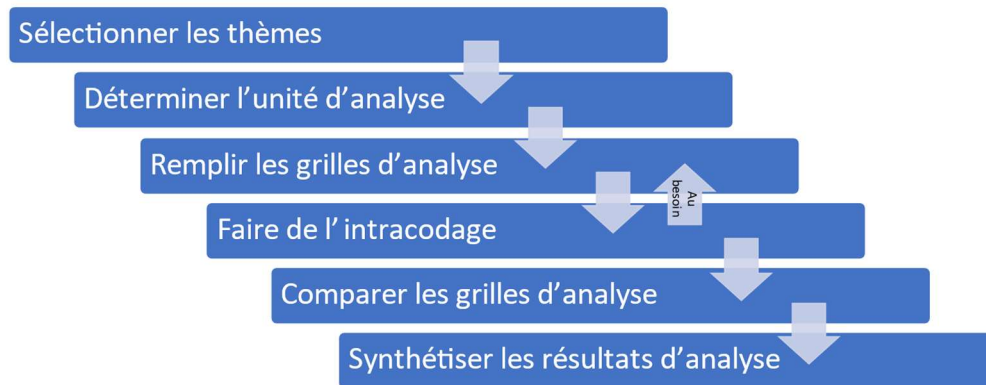 Sélectionner les thèmes
Déterminer l’unité d’analyse
Remplir les grilles d’analyse
Au
besoin
Faire de l’ intracodage
Comparer les grilles d’analyse
Synthétiser les résultats d’analyse